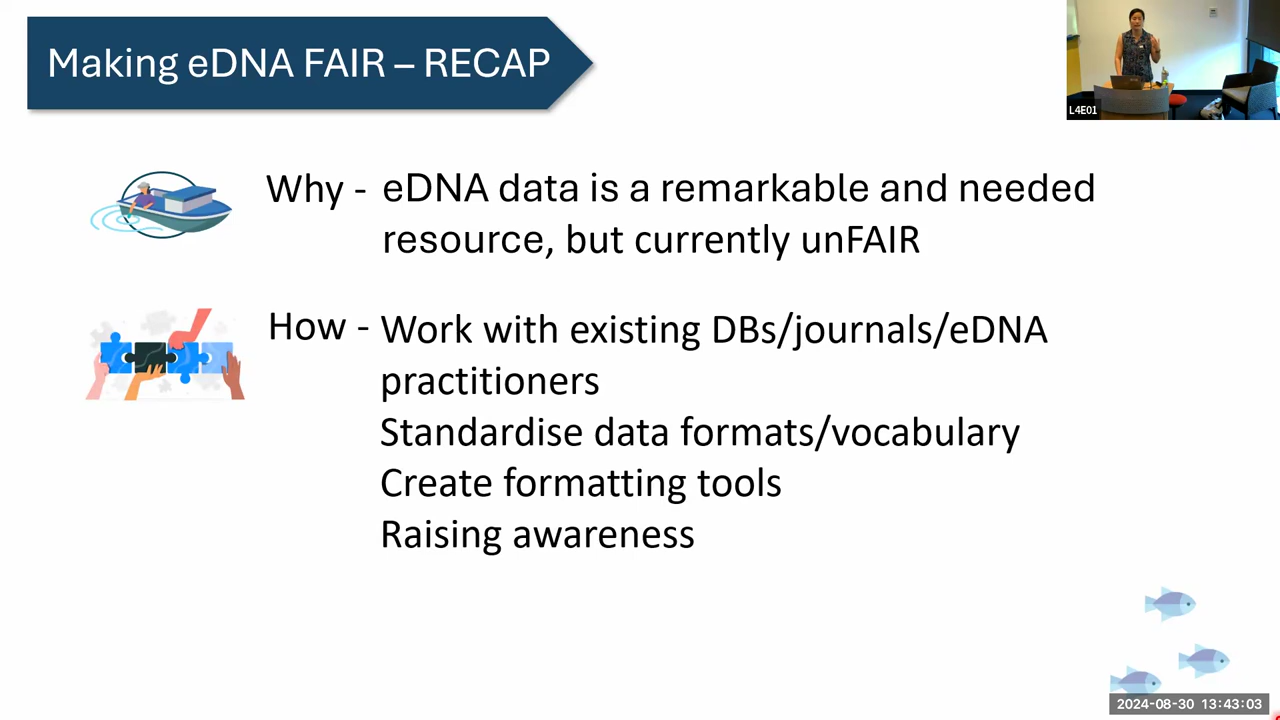 Making eDNA FAIR – RECAP
L4E01
Why - eDNA data is a remarkable and needed
resource, but currently unFAIR
How - Work with existing DBs/journals/eDNA
practitioners
Standardise data formats/vocabulary
Create formatting tools
Raising awareness
2024-08-30 13:43:03